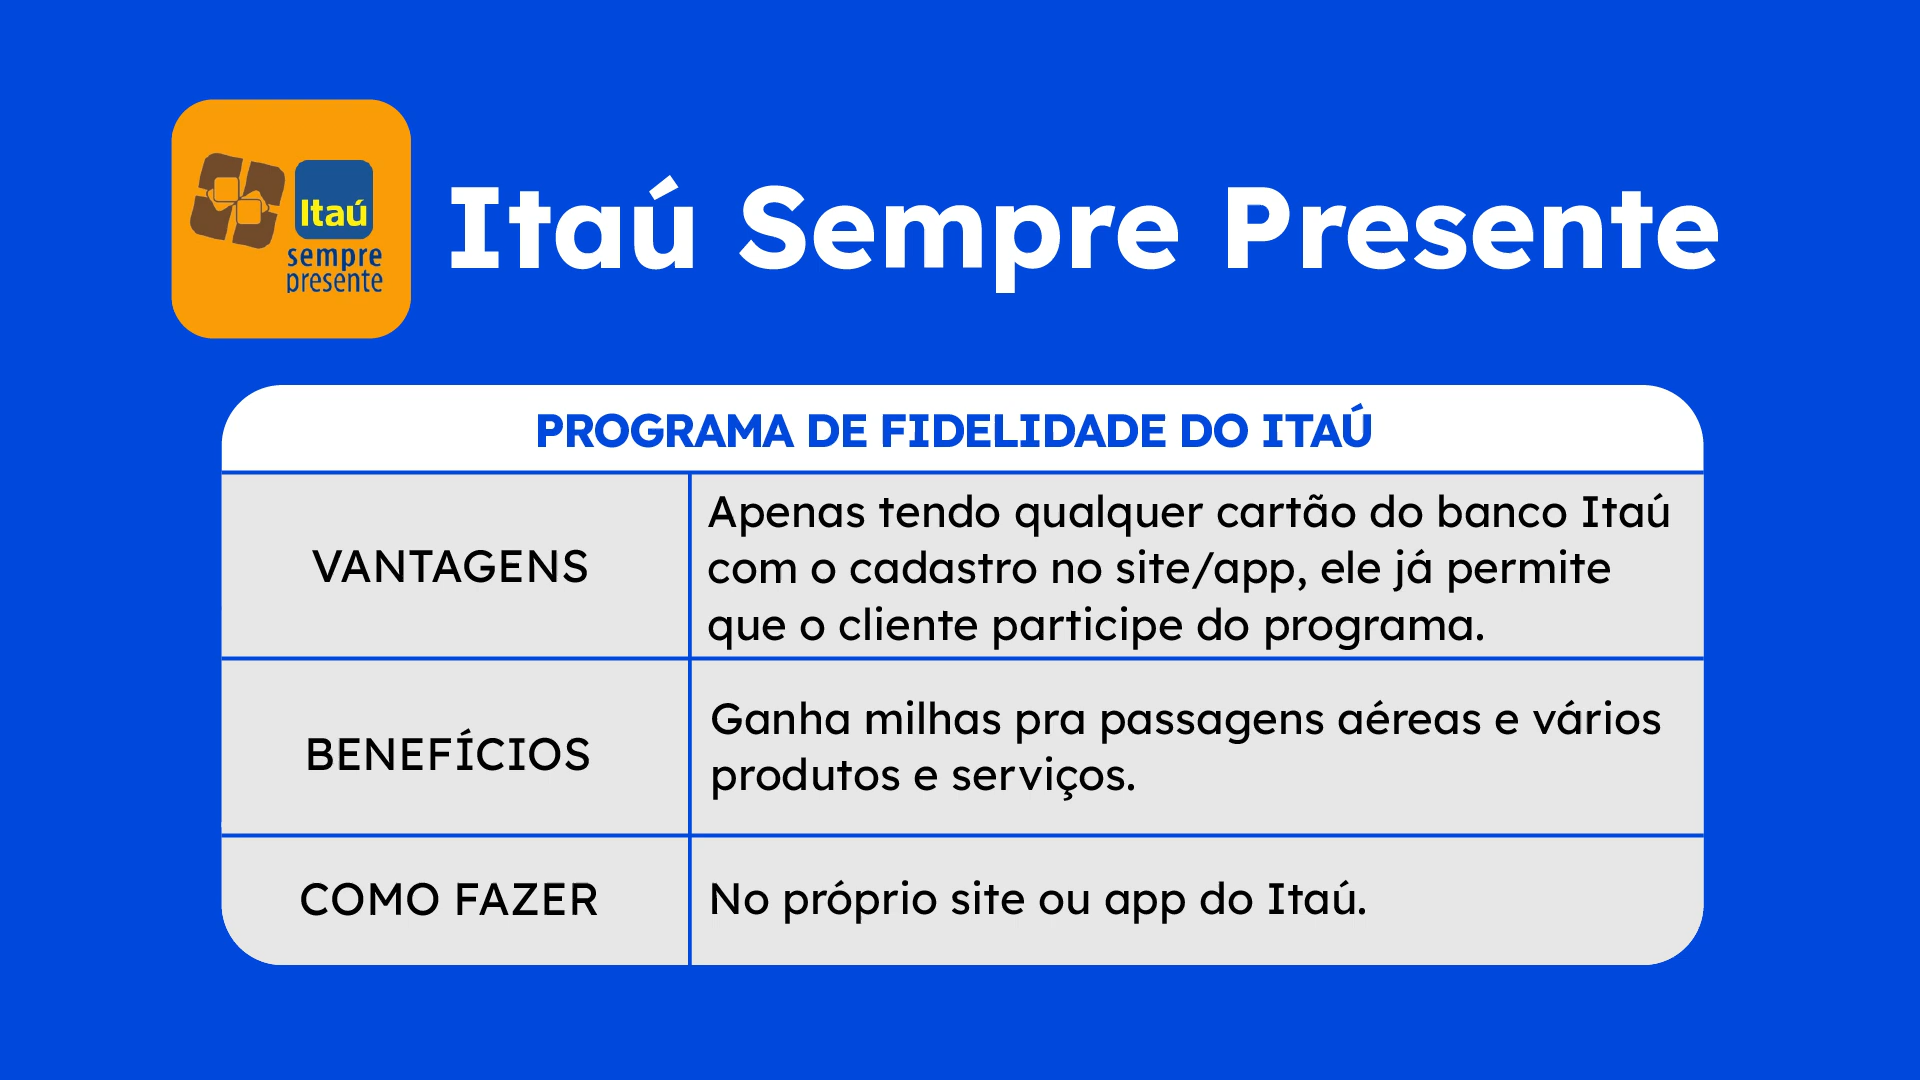 Itaú
sempre
presente
Itaú Sempre Presente
PROGRAMA DE FIDELIDADE DO ITAÚ
VANTAGENS
Apenas tendo qualquer cartão do banco Itaú
com o cadastro no site/app, ele já permite
que o cliente participe do programa.
BENEFÍCIOS
Ganha milhas pra passagens aéreas e vários
produtos e serviços.
COMO FAZER
No próprio site ou app do Itaú.